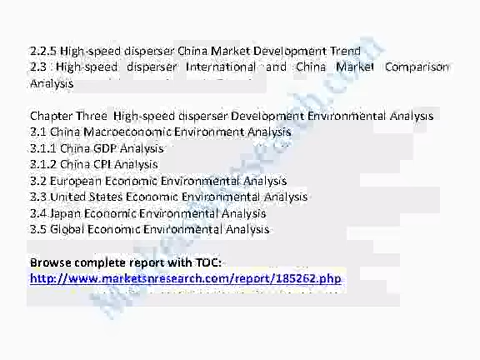 2.2.5 High-speed disperser China Market Development Trend
2.3 High-speed disperser International and China Market Comparison
Analysis
Chapter Three High-speed disperser Development Environmental Analysis
3.1 China Macroeconomic Environment Analysis
3.1.1 China GDP Analysis
3.1.2 China CPI Analysis
3.2 European Economic Environmental Analysis
3.3 United States Economic Environmental Analysis
3.4 Japan Economic Environmental Analysis
3.5 Global Economic Environmental Analysis
Browse complete report with TOC:
http://www.marketsnresearch.com/report/185262.php
Marketsnresearch.com